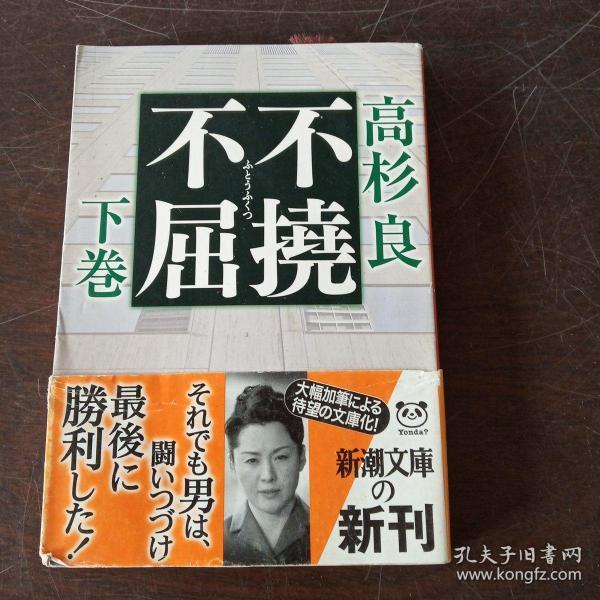 高杉良
不撓
不屈
ふとうふくつ
下巻
それでも男は、
闘いつづけ
最後に
勝利した!
大幅加筆による
待望の文庫化!
Yonda?
新潮文庫
の
新刊
孔夫子旧书网
www.kongfz.com